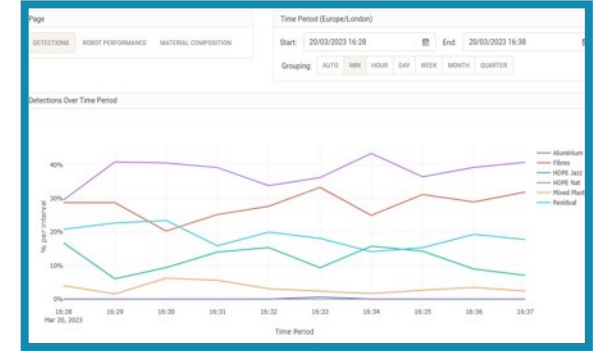 Page
Time Period (Europe/London)
DETECTIONS ROBOT PERFORMANCE MATERIAL COMPOSITION
Start: 20/03/2023 16:28 End: 20/03/2023 16:38
Grouping: AUTO MIN HOUR DAY WEEK MONTH QUARTER
Detections Over Time Period
Aluminium
Fibres
HDPE Jazz
HDPE Nat
Mixed Plast
Residual
% per interval
40%
30%
20%
10%
0%
16:28 16:29 16:30 16:31 16:32 16:33 16:34 16:35 16:36 16:37
Mar 20, 2023
Time Period